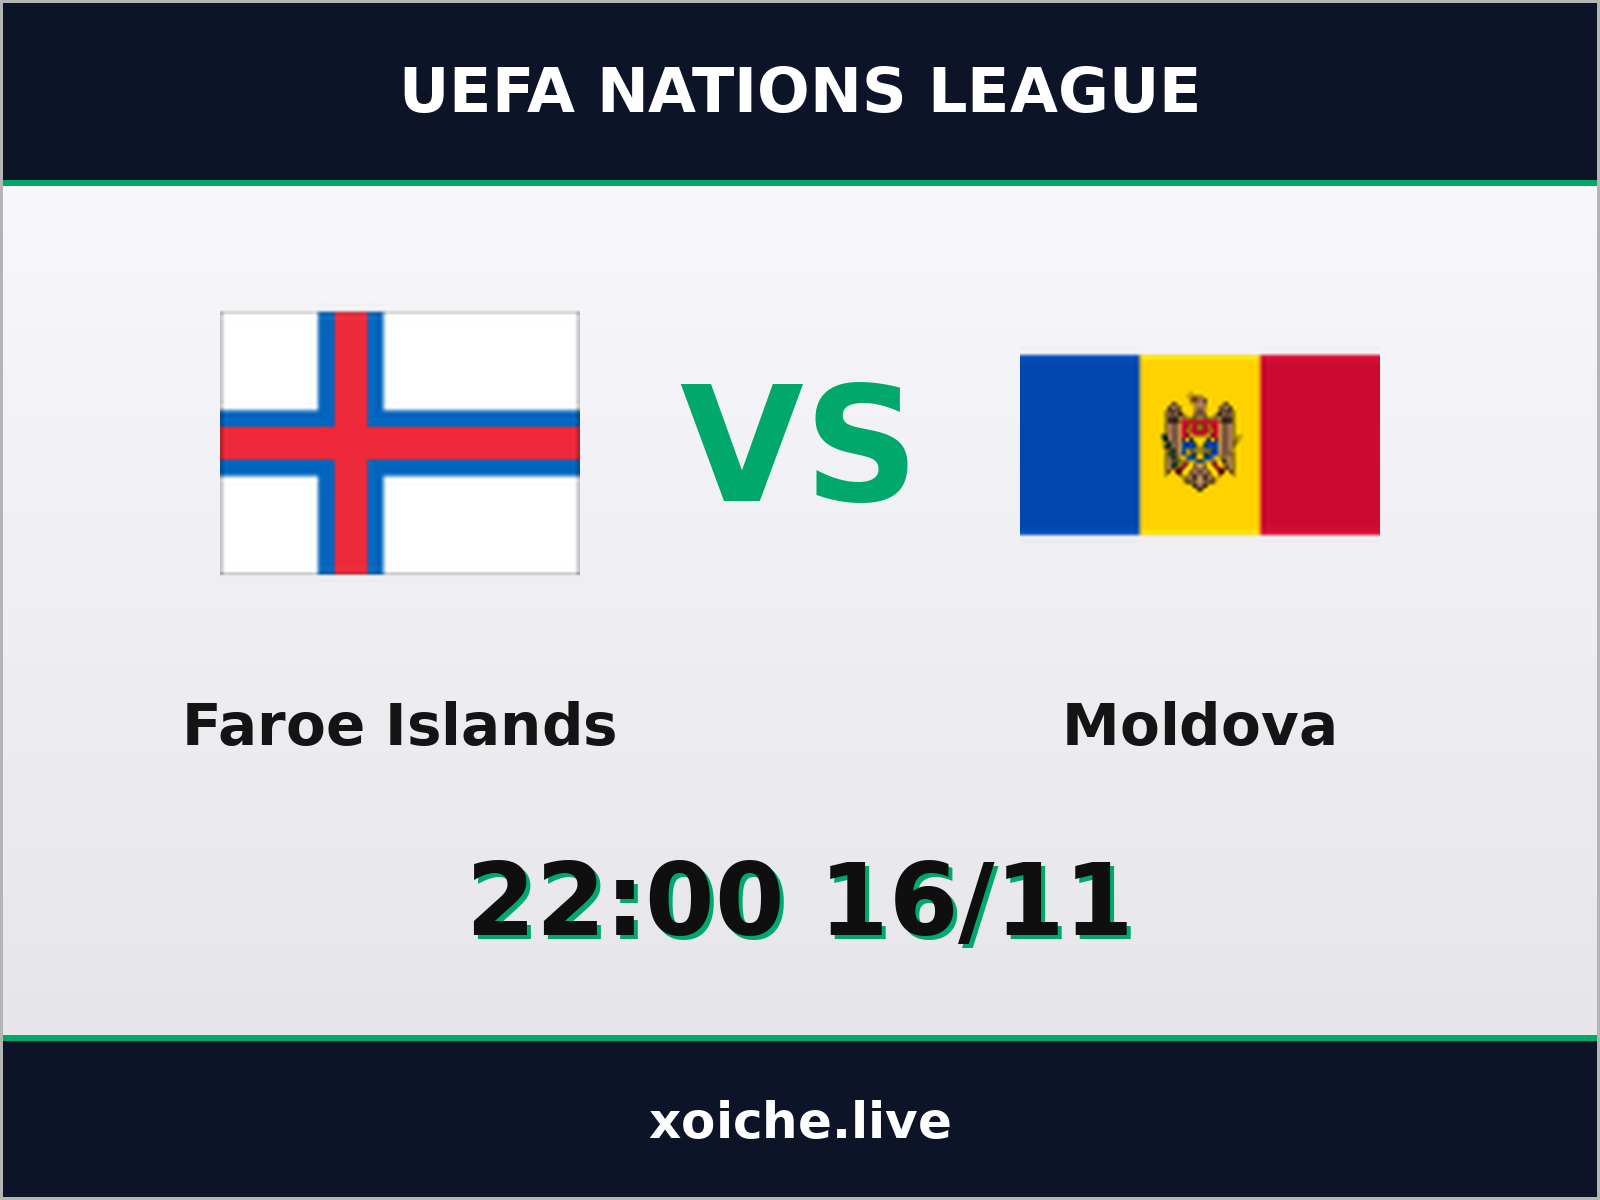 UEFA NATIONS LEAGUE
VS
Faroe Islands
Moldova
22:00 16/11
xoiche.live